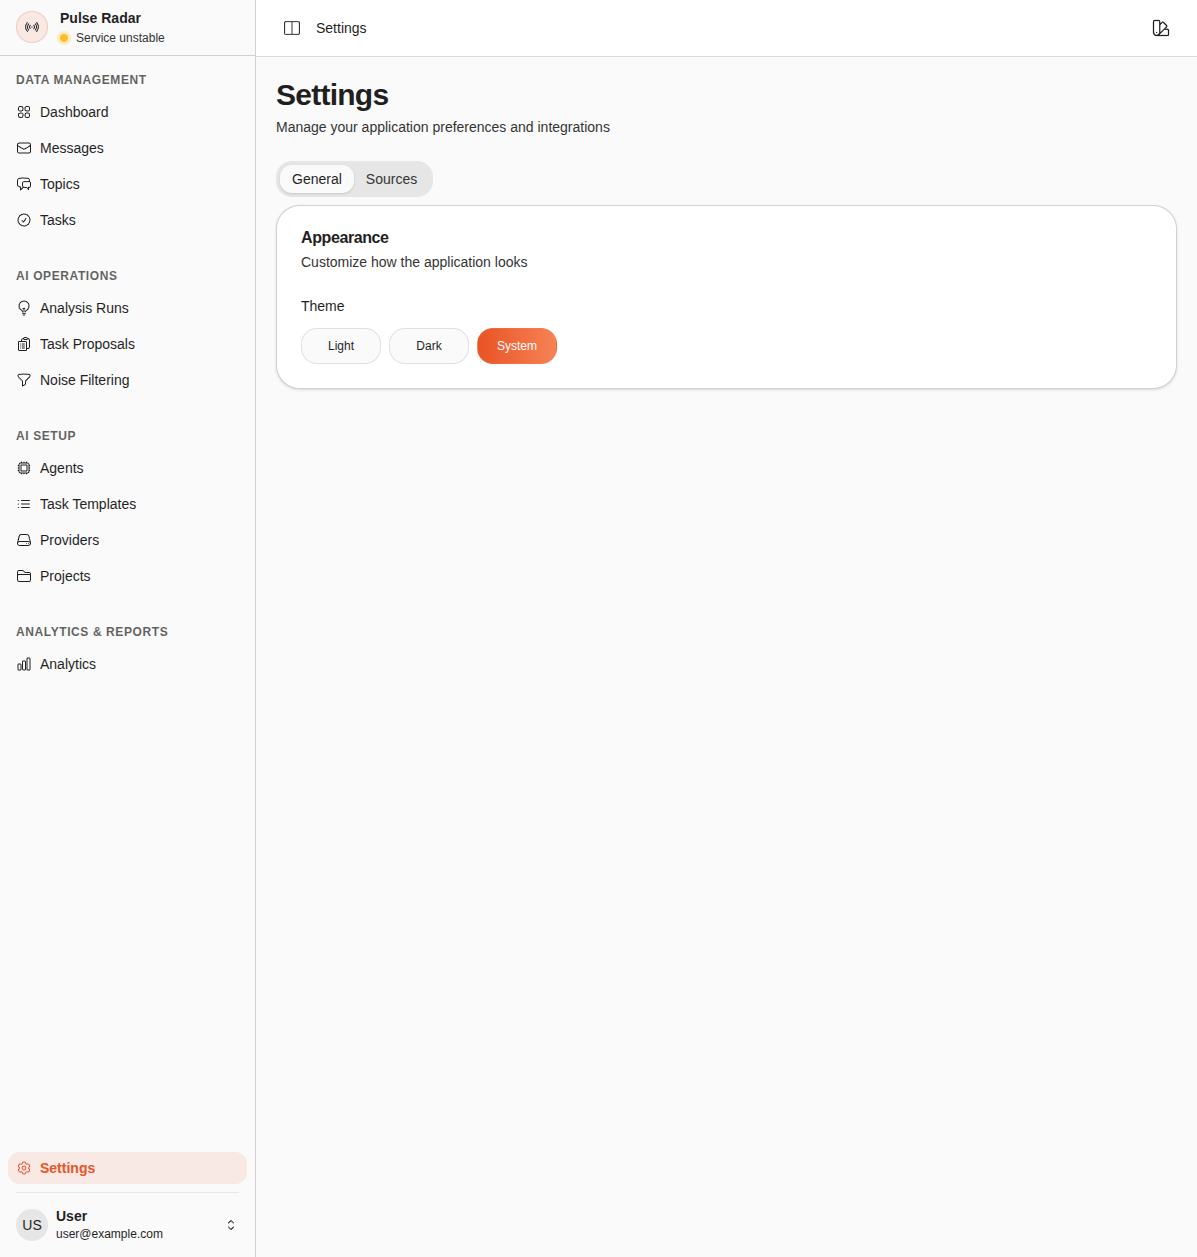 Pulse Radar
Service unstable
DATA MANAGEMENT
Dashboard
Messages
Topics
Tasks
AI OPERATIONS
Analysis Runs
Task Proposals
Noise Filtering
AI SETUP
Agents
Task Templates
Providers
Projects
ANALYTICS & REPORTS
Analytics
Settings
US
User
user@example.com
Settings
Settings
Manage your application preferences and integrations
General Sources
Appearance
Customize how the application looks
Theme
Light Dark System